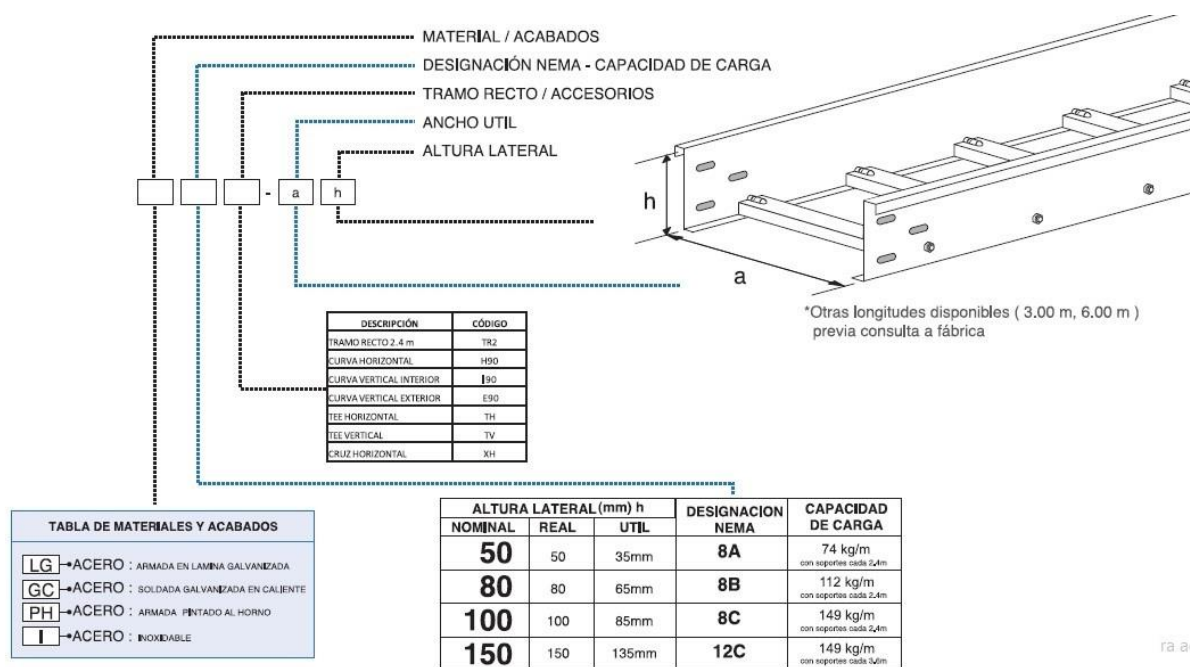 MATERIAL / ACABADOS
DESIGNACIÓN NEMA - CAPACIDAD DE CARGA
TRAMO RECTO / ACCESORIOS
ANCHO UTIL
ALTURA LATERAL
- a h
h
a
*Otras longitudes disponibles ( 3.00 m, 6.00 m )
previa consulta a fábrica
DESCRIPCIÓN CÓDIGO
TRAMO RECTO 2.4 m TR2
CURVA HORIZONTAL H90
CURVA VERTICAL INTERIOR I90
CURVA VERTICAL EXTERIOR E90
TEE HORIZONTAL TH
TEE VERTICAL TV
CRUZ HORIZONTAL XH
TABLA DE MATERIALES Y ACABADOS
LG ACERO : ARMADA EN LAMINA GALVANIZADA
GC ACERO : SOLDADA GALVANIZADA EN CALIENTE
PH ACERO : ARMADA PINTADO AL HORNO
I ACERO : INOXIDABLE
ALTURA LATERAL(mm) h DESIGNACION NEMA CAPACIDAD DE CARGA
NOMINAL REAL UTIL
50 50 35mm 8A 74 kg/m
con soportes cada 2.4m
80 80 65mm 8B 112 kg/m
con soportes cada 2.4m
100 100 85mm 8C 149 kg/m
con soportes cada 2.4m
150 150 135mm 12C 149 kg/m
con soportes cada 3.6m